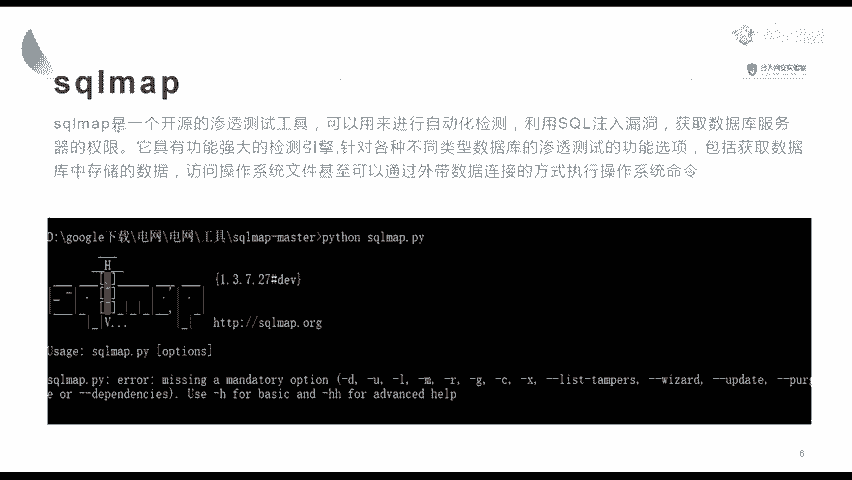 sqlmap
sqlmap是一个开源的渗透测试工具，可以用来进行自动化检测，利用SQL注入漏洞，获取数据库服务
器的权限。它具有功能强大的检测引擎,针对各种不同类型数据库的渗透测试的功能选项，包括获取数据
库中存储的数据，访问操作系统文件甚至可以通过外带数据连接的方式执行操作系统命令
D:\google下载\电网\电网\工具\sqlmap-master>python sqlmap.py
{1.3.7.27#dev}
http://sqlmap.org
Usage: sqlmap.py [options]
sqlmap.py: error: missing a mandatory option (-d, -u, -l, -m, -r, -g, -c, -x, --list-tampers, --wizard, --update, --purg
e or --dependencies). Use -h for basic and -hh for advanced help
6